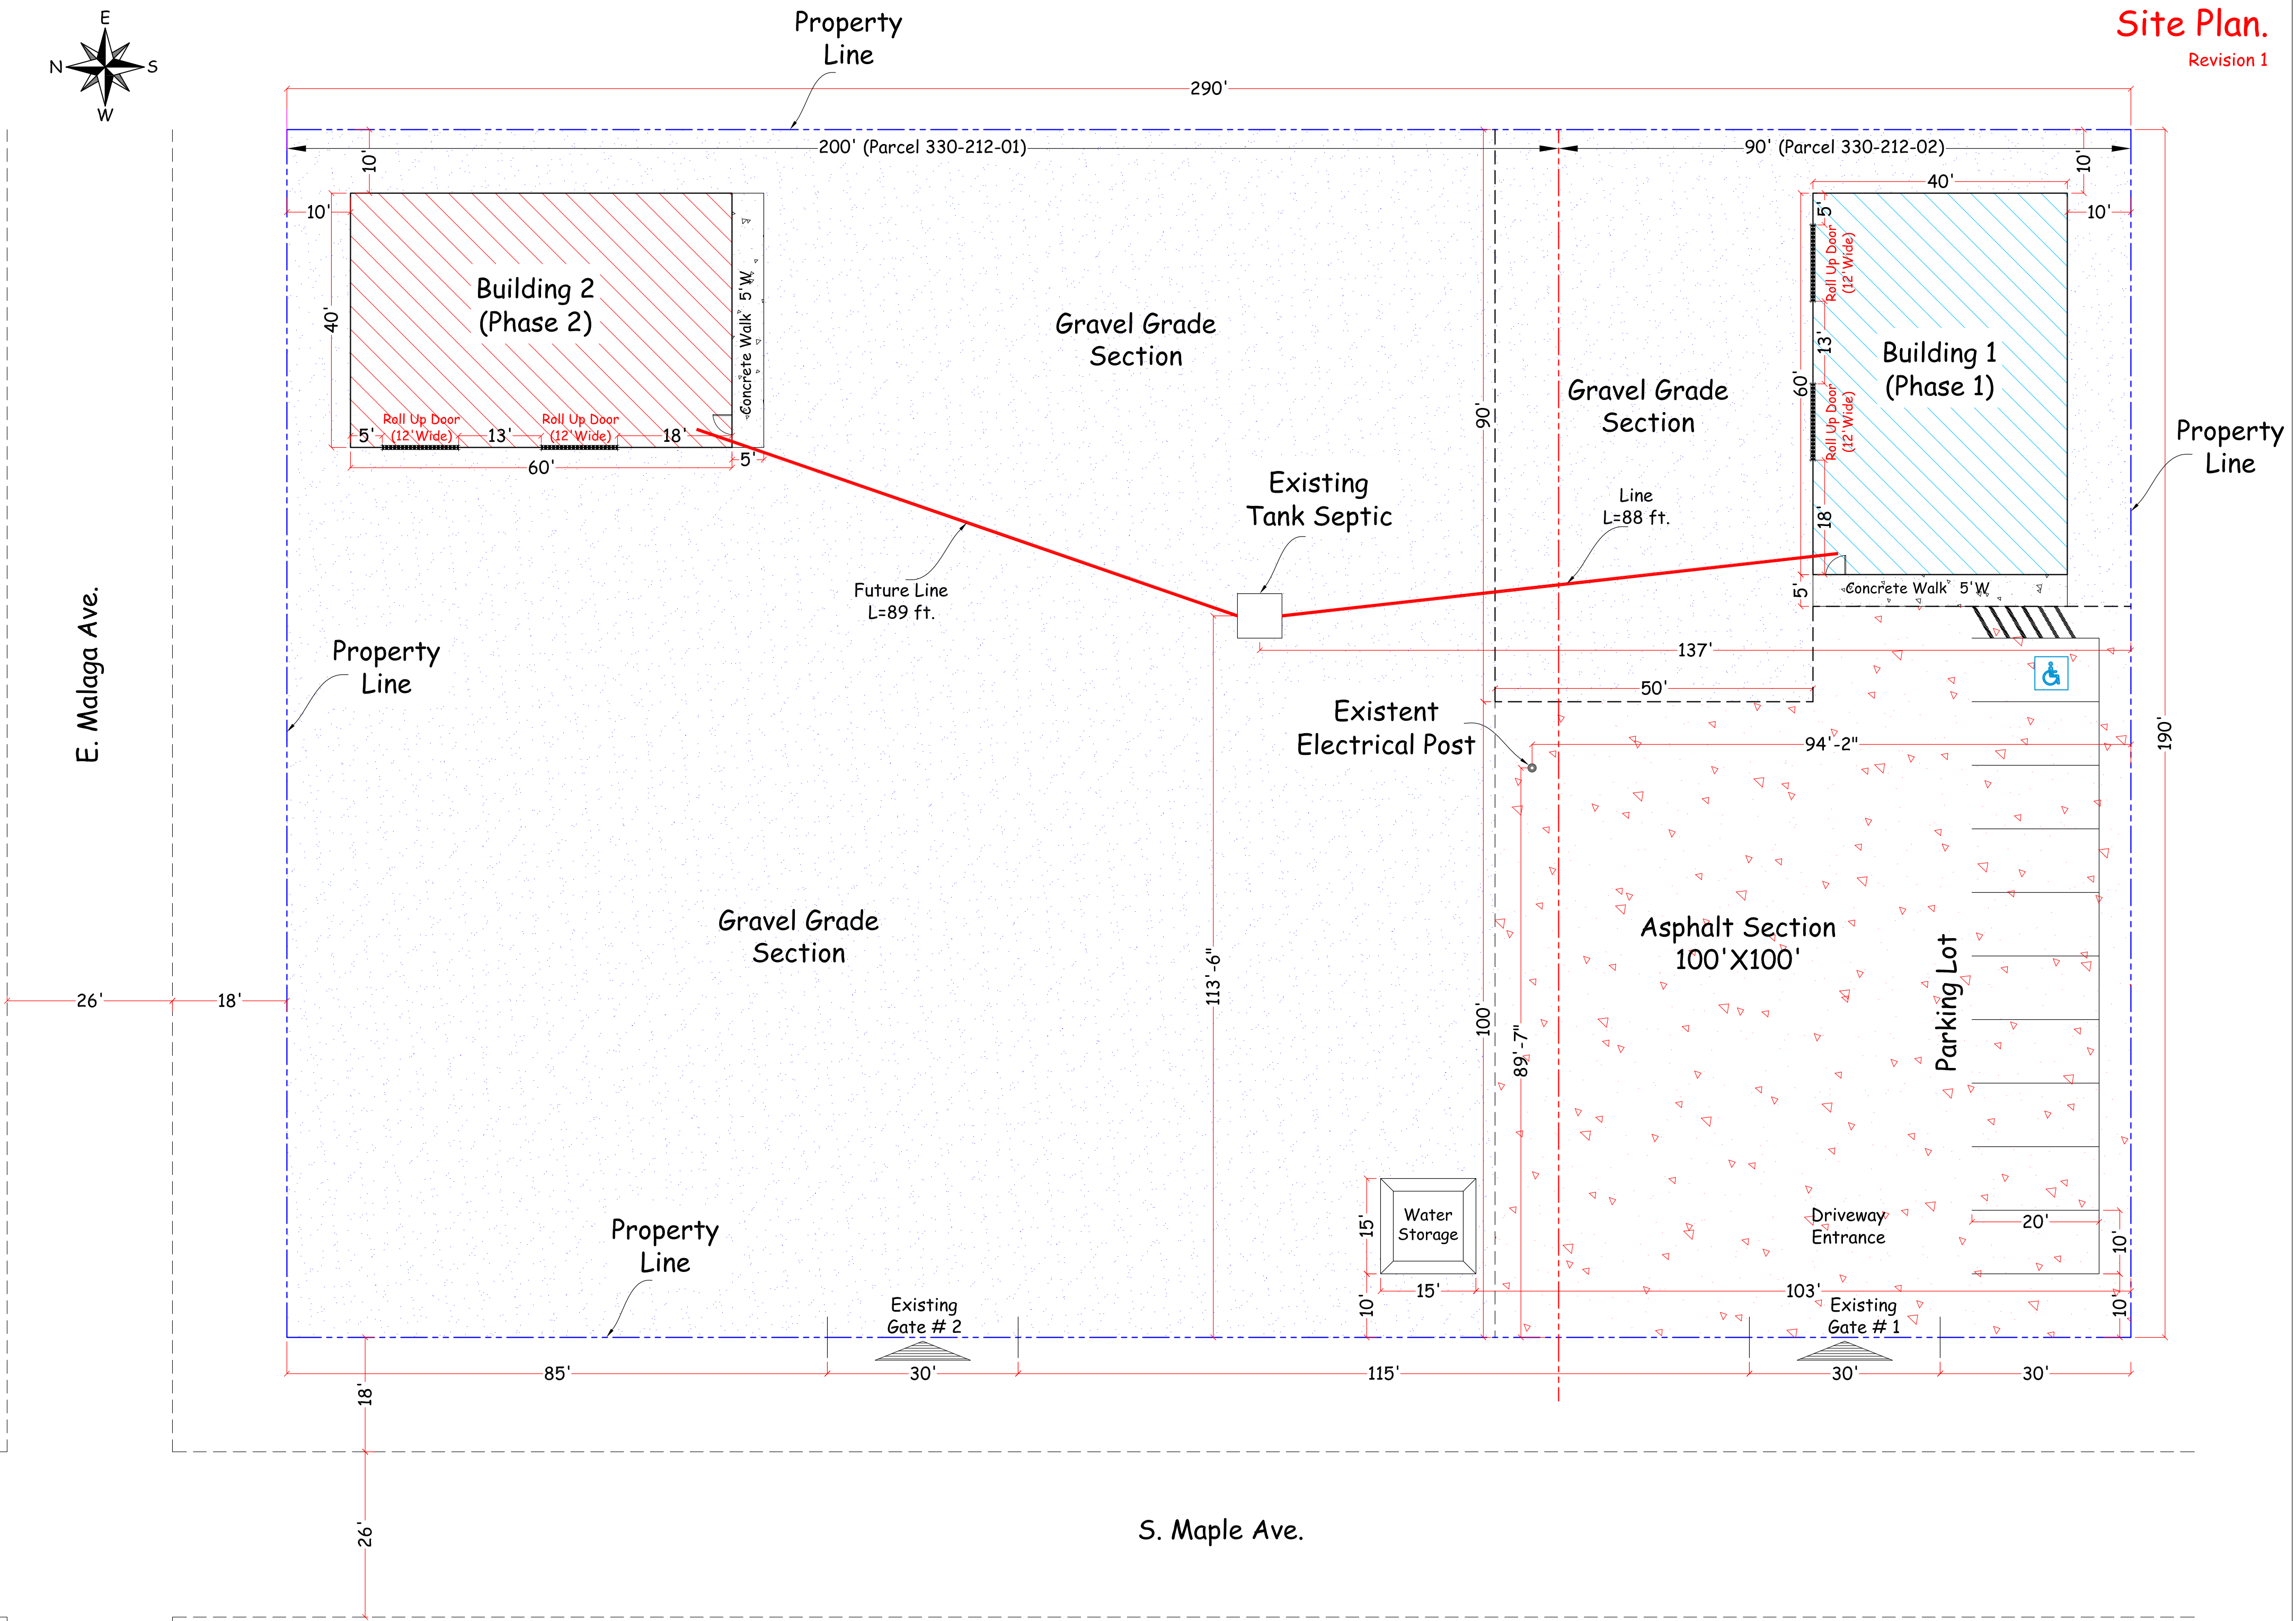 Site Plan.
Revision 1
E
N
S
W
Property
Line
290'
200' (Parcel 330-212-01)
90' (Parcel 330-212-02)
10'
10'
40'
Building 2
(Phase 2)
Concrete Walk 5'W
Roll Up Door
(12'Wide)
Roll Up Door
(12'Wide)
5'
13'
18'
60'
5'
Gravel Grade
Section
90'
Gravel Grade
Section
40'
10'
10'
5'
Roll Up Door
(12'Wide)
13'
60'
Roll Up Door
(12'Wide)
18'
Building 1
(Phase 1)
5'
Concrete Walk 5'W
Property
Line
Existing
Tank Septic
Line
L=88 ft.
Future Line
L=89 ft.
137'
50'
Existent
Electrical Post
94'-2"
190'
E. Malaga Ave.
Property
Line
26'
18'
Gravel Grade
Section
113'-6"
100'
89'-7"
Asphalt Section
100'X100'
Parking Lot
Property
Line
Water
Storage
15'
15'
10'
103'
Driveway
Entrance
20'
10'
10'
Existing
Gate # 2
Existing
Gate # 1
85'
30'
115'
30'
30'
18'
26'
S. Maple Ave.